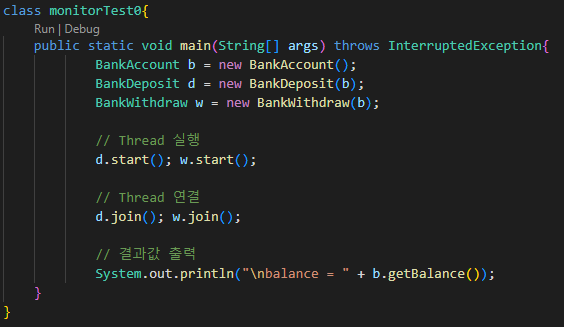 class monitorTest0{
Run | Debug
public static void main(String[] args) throws InterruptedException{
BankAccount b = new BankAccount();
BankDeposit d = new BankDeposit(b);
BankWithdraw w = new BankWithdraw(b);
// Thread 실행
d.start(); w.start();
// Thread 연결
d.join(); w.join();
// 결과값 출력
System.out.println("\nbalance = " + b.getBalance());
}
}